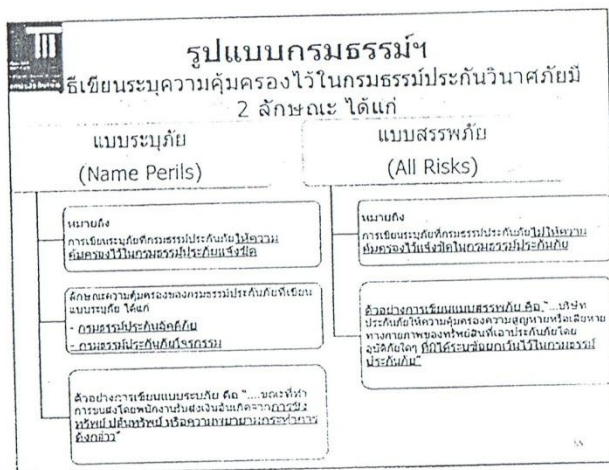 รูปแบบกรมธรรม์ฯ
ธีเขียนระบุความคุ้มครองไว้ในกรมธรรม์ประกันวินาศภัยมี
2 ลักษณะ ได้แก่
แบบระบุภัย
(Name Perils)
หมายถึง
การเขียนระบุภัยที่กรมธรรม์ประกันภัยให้ความ
คุ้มครองไว้ในกรมธรรม์ประกันภัยแจ้งชัด
ลักษณะความคุ้มครองของกรมธรรม์ประกันภัยที่เขียน
แบบระบุภัย ได้แก่
- กรมธรรม์ประกันอัคคีภัย
- กรมธรรม์ประกันภัยโจรกรรม
ตัวอย่างการเขียนแบบระบุภัย คือ "....ขณะที่ทำ
การขนส่งโดยพนักงานรับส่งเงินอันเกิดจากการชิง
ทรัพย์ ปล้นทรัพย์ หรือความพยายามกระทำการ
ดังกล่าว"
แบบสรรพภัย
(All Risks)
หมายถึง
การเขียนระบุภัยที่กรมธรรม์ประกันภัยไม่ให้ความ
คุ้มครองไว้แจ้งชัดในกรมธรรม์ประกันภัย
ตัวอย่างการเขียนแบบสรรพภัย คือ "...บริษัท
ประกันภัยให้ความคุ้มครองความสูญหายหรือเสียหาย
ทางกายภาพของทรัพย์สินที่เอาประกันภัยโดย
อุบัติภัยใดๆ ที่มิได้ระบุข้อยกเว้นไว้ในกรมธรรม์
ประกันภัย"